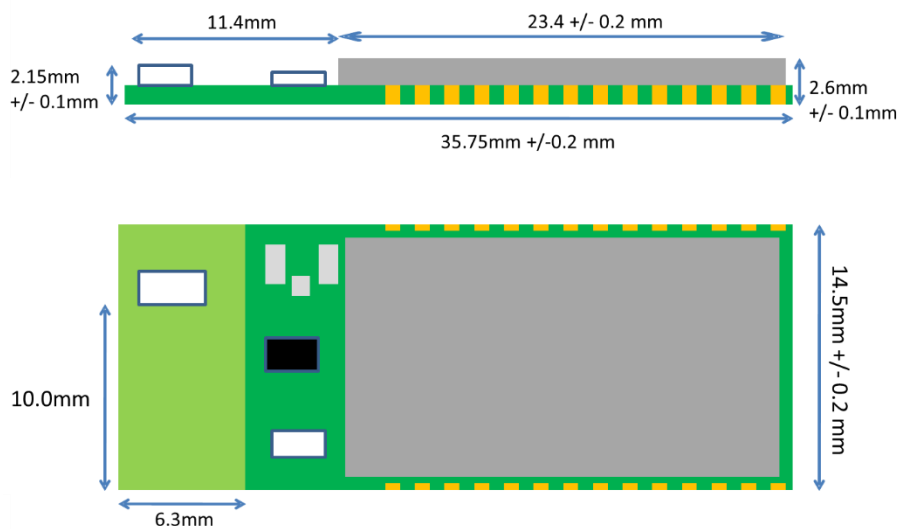 11.4mm
23.4 +/- 0.2 mm
2.15mm
+/- 0.1mm
2.6mm
+/- 0.1mm
35.75mm +/-0.2 mm
14.5mm +/- 0.2 mm
10.0mm
6.3mm